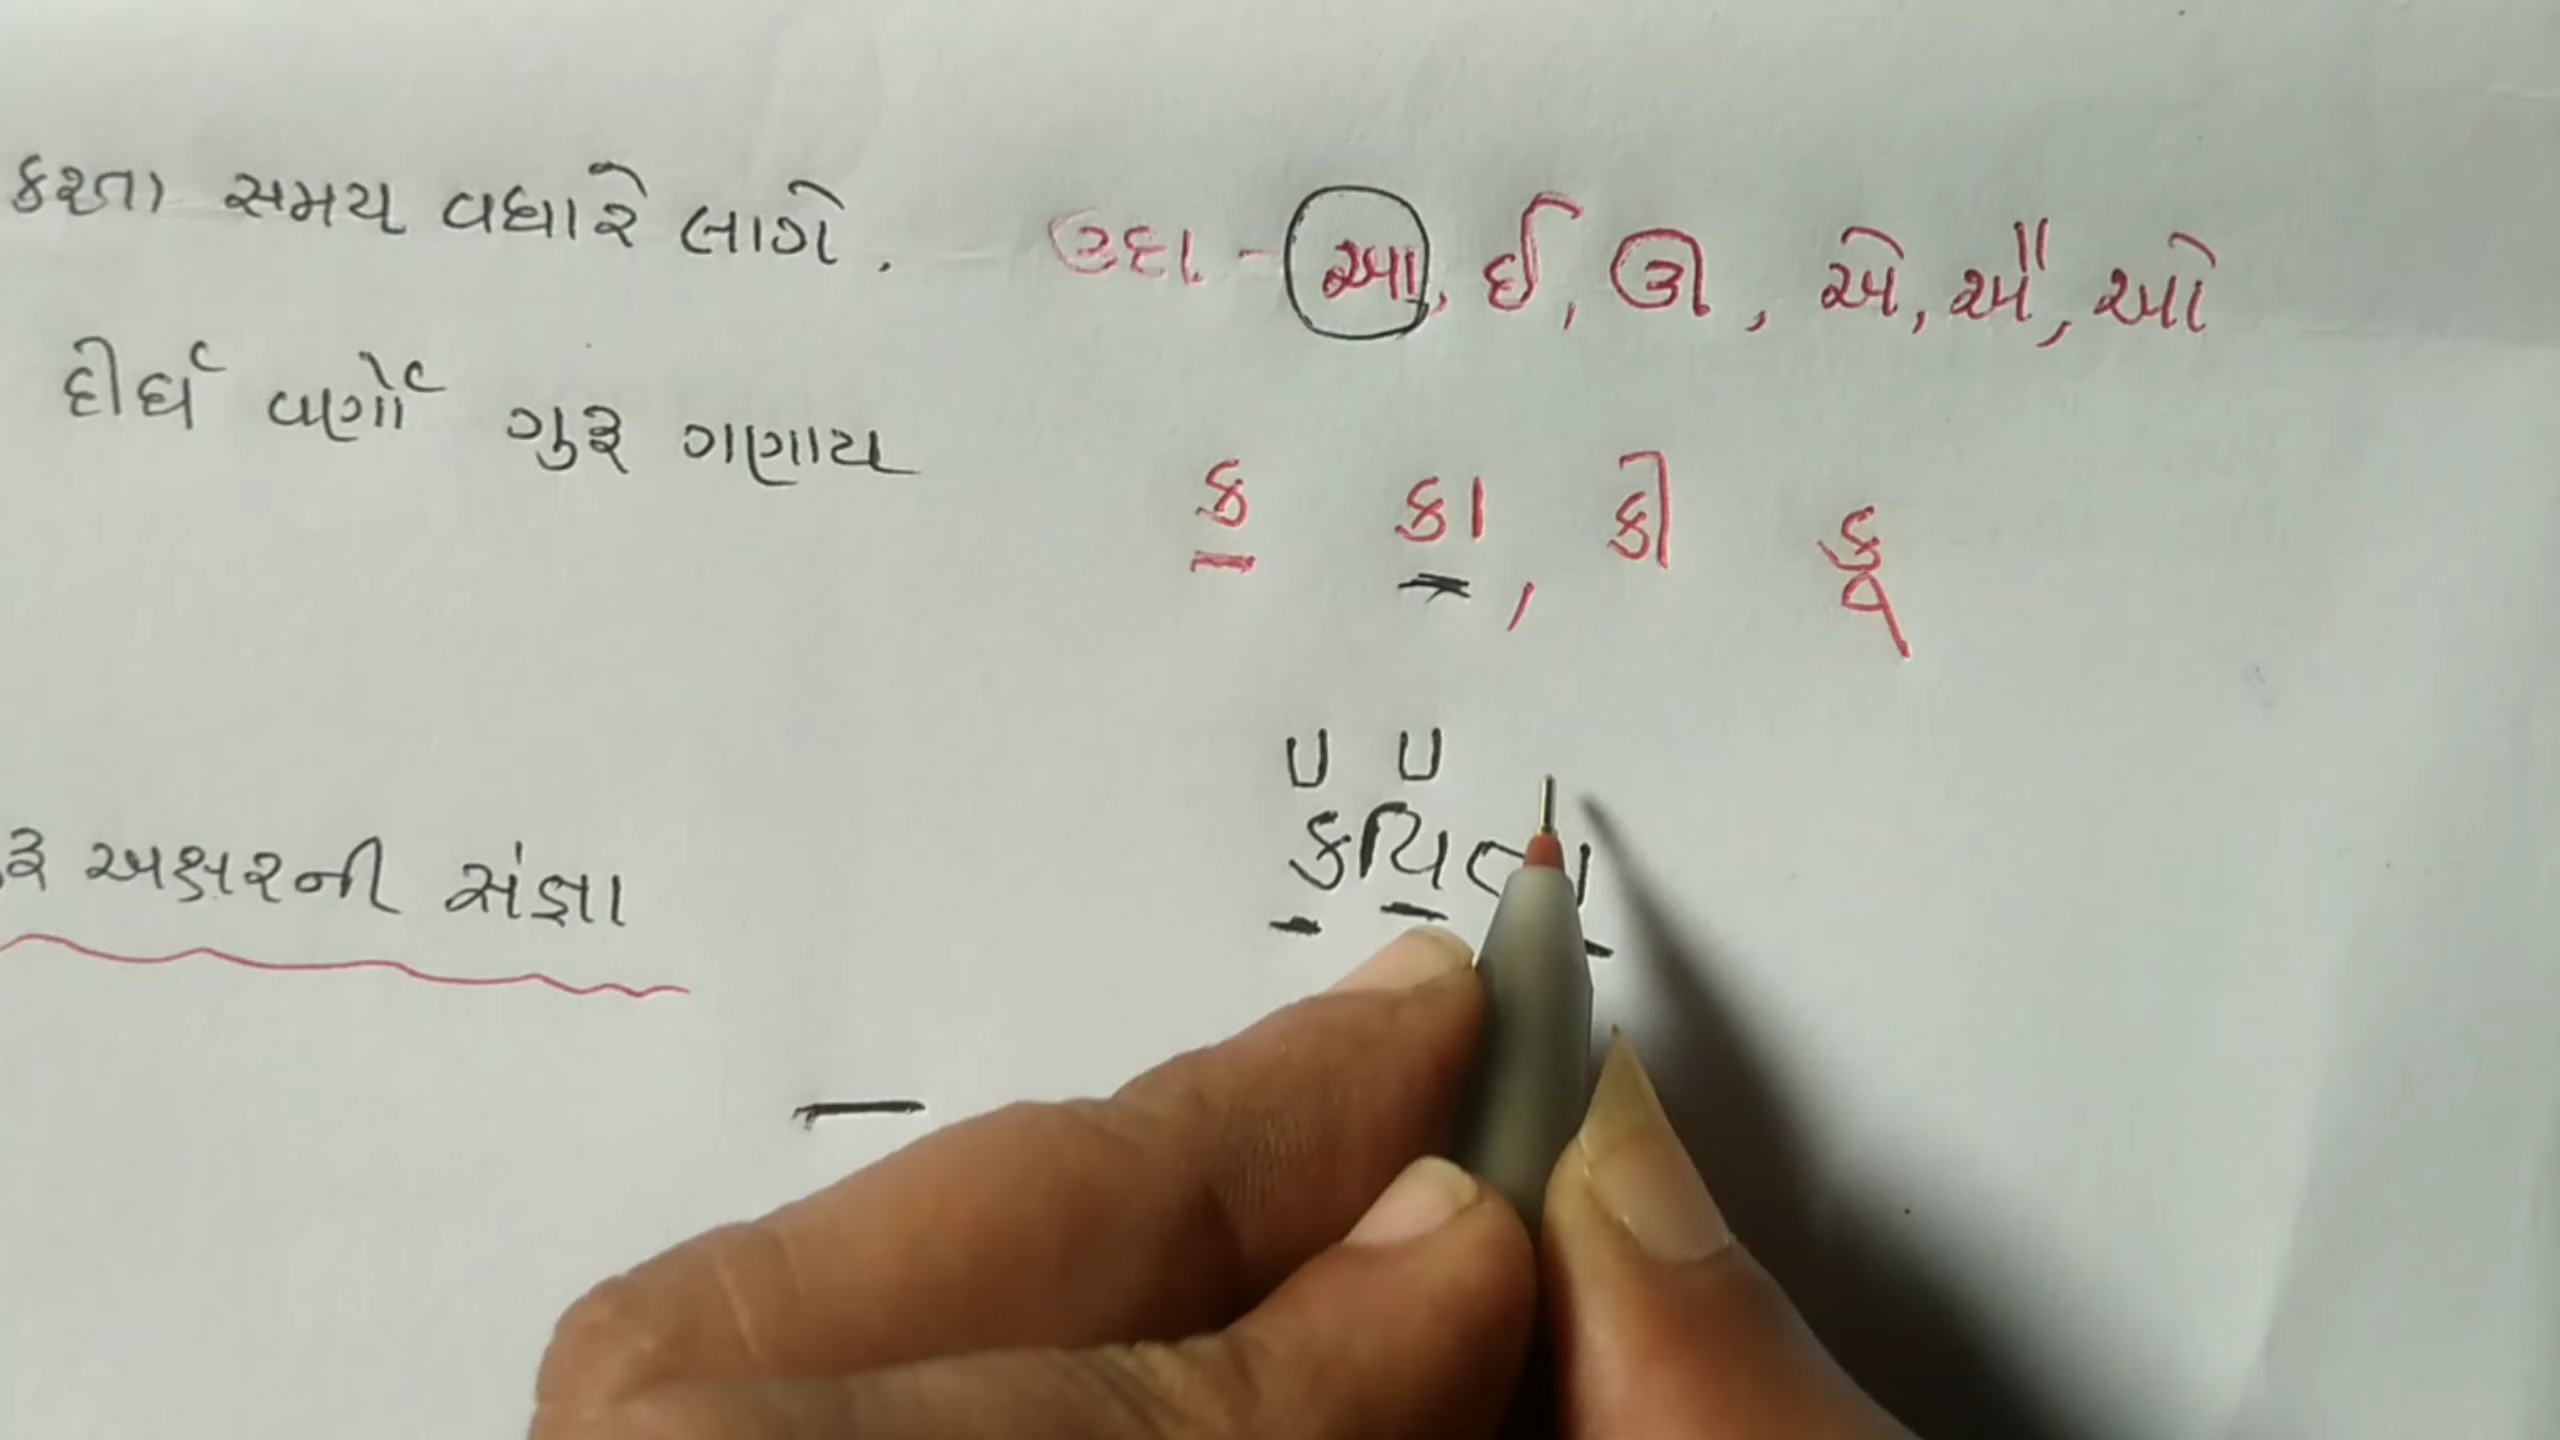 કરતા સમય વધારે લાગે. ઉદા - આ, ઈ, ઊ, એ, ઐ, ઓ
દીર્ઘ વર્ણો ગુરૂ ગણાય
ક કા, કી કૂ
U U
કવિતા
અક્ષરની સંજ્ઞા
—